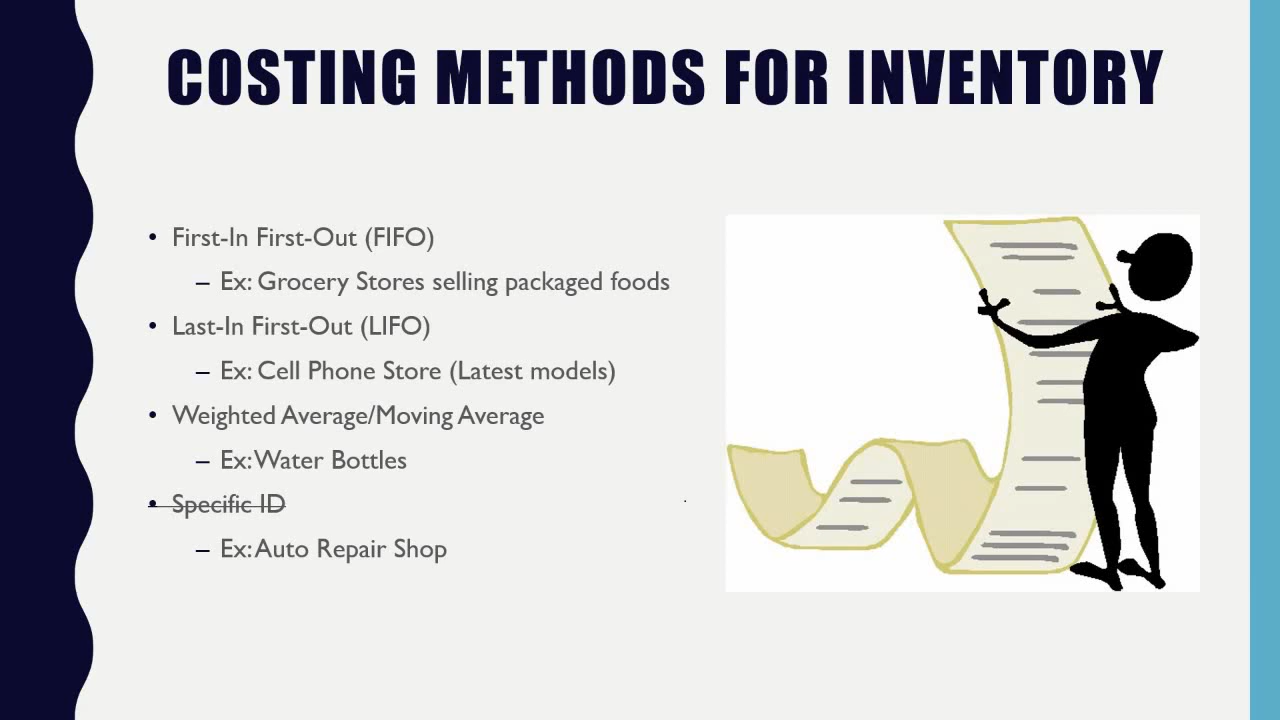 COSTING METHODS FOR INVENTORY
• First-In First-Out (FIFO)
– Ex: Grocery Stores selling packaged foods
• Last-In First-Out (LIFO)
– Ex: Cell Phone Store (Latest models)
• Weighted Average/Moving Average
– Ex: Water Bottles
• Specific ID
– Ex: Auto Repair Shop